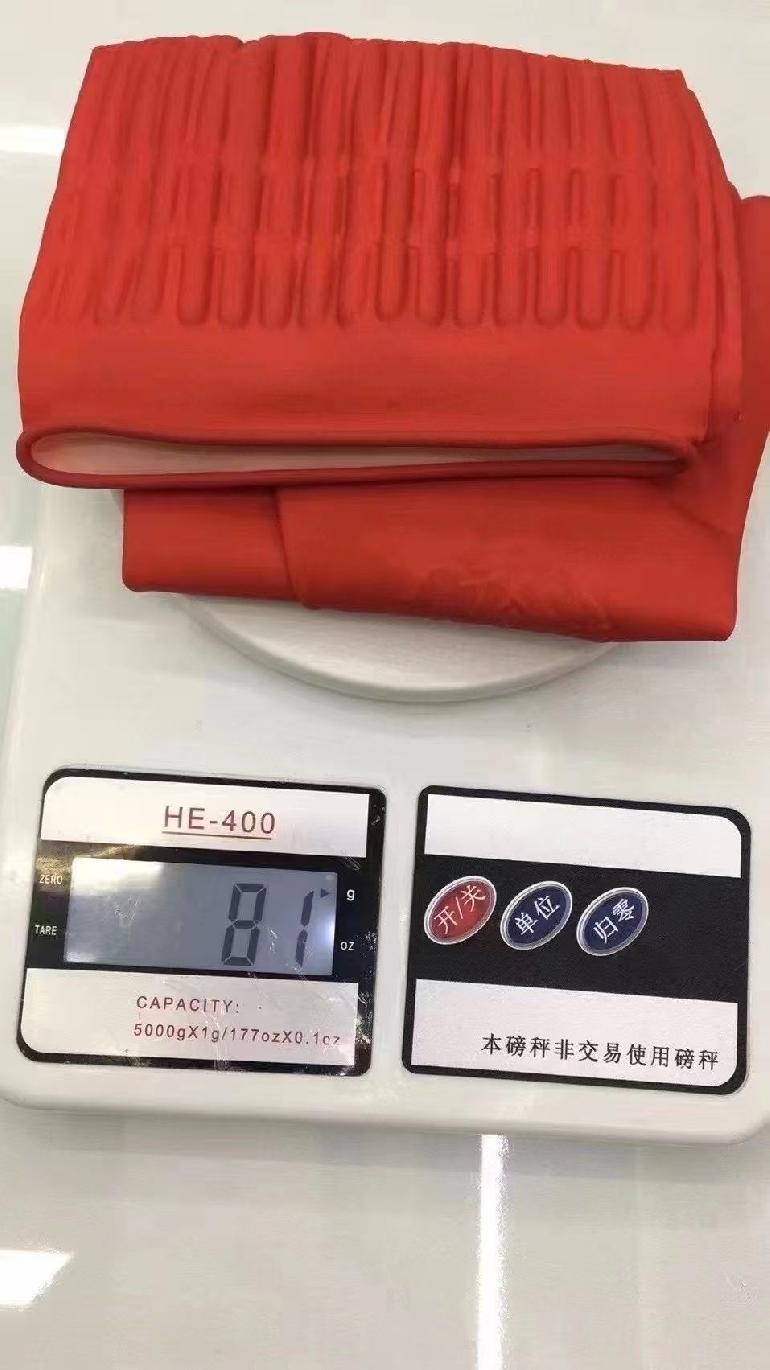 HE-400
ZERO
81
g
TARE
oz
CAPACITY:
5000gX1g/177ozX0.1oz
开/关
单位
归零
本磅秤非交易使用磅秤